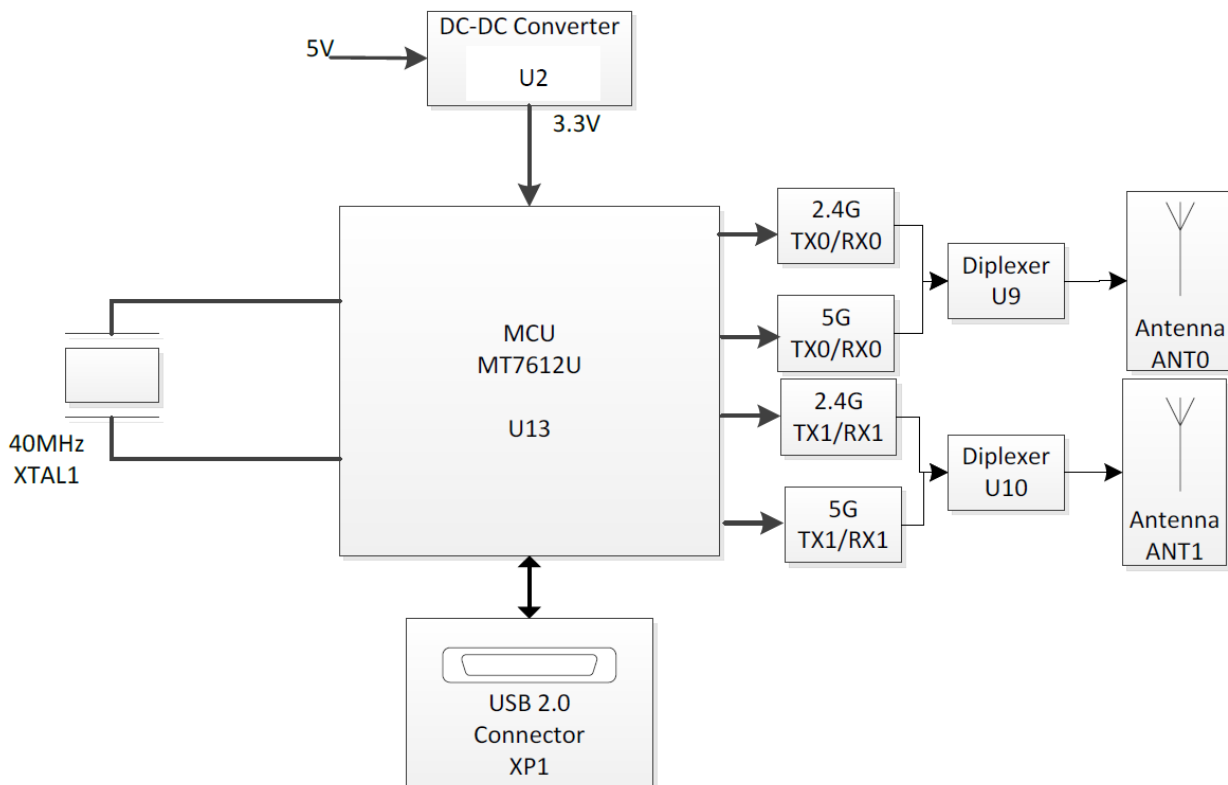 DC-DC Converter
U2
5V
3.3V
2.4G
TX0/RX0
5G
TX0/RX0
2.4G
TX1/RX1
5G
TX1/RX1
Diplexer
U9
Diplexer
U10
Antenna
ANT0
Antenna
ANT1
MCU
MT7612U
U13
40MHz
XTAL1
USB 2.0
Connector
XP1